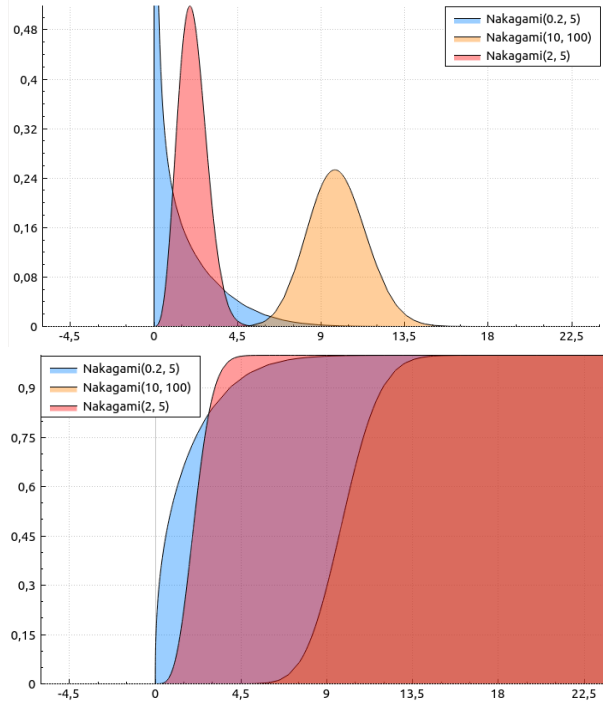 0,48
0,4
0,32
0,24
0,16
0,08
0
-4,5 0 4,5 9 13,5 18 22,5
Nakagami(0.2, 5)
Nakagami(10, 100)
Nakagami(2, 5)
Nakagami(0.2, 5)
Nakagami(10, 100)
Nakagami(2, 5)
0,9
0,75
0,6
0,45
0,3
0,15
0
-4,5 0 4,5 9 13,5 18 22,5